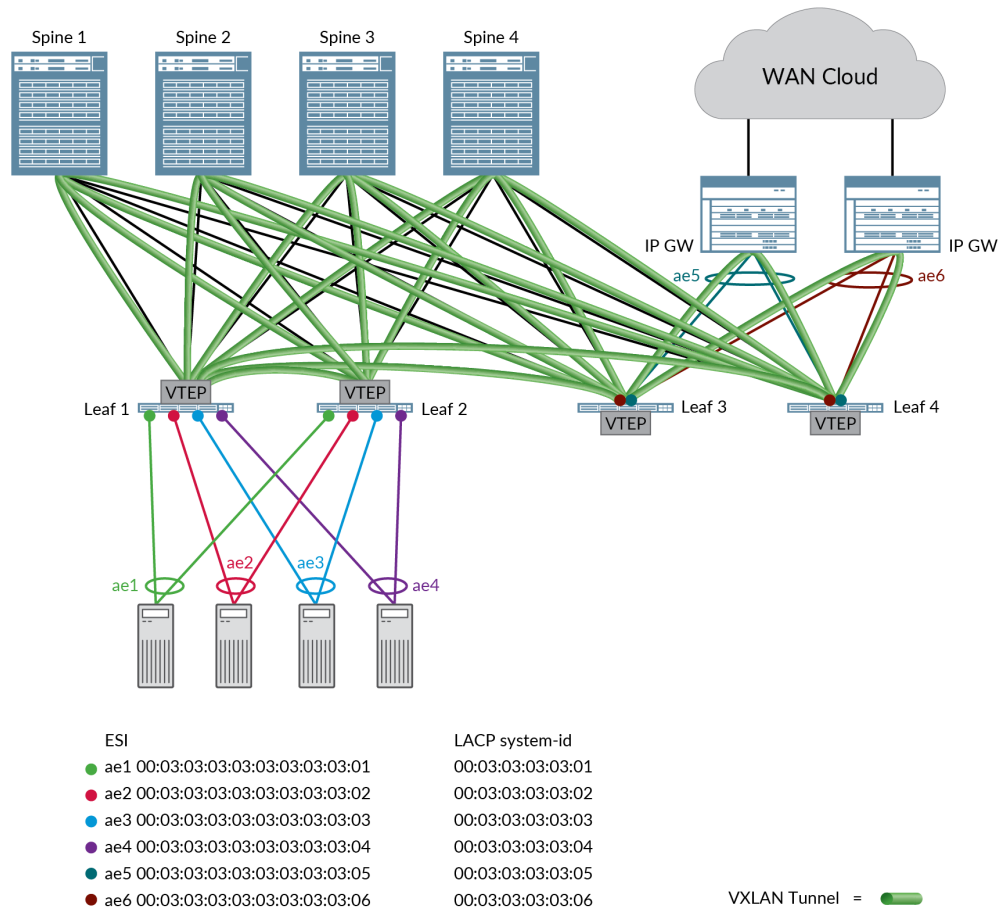 Spine 1 Spine 2 Spine 3 Spine 4
WAN Cloud
IP GW IP GW
ae5 ae6
VTEP VTEP
Leaf 1 Leaf 2 Leaf 3 Leaf 4
VTEP VTEP
ae1 ae2 ae3 ae4
ESI LACP system-id
ae1 00:03:03:03:03:03:03:03:03:01 00:03:03:03:03:01
ae2 00:03:03:03:03:03:03:03:03:02 00:03:03:03:03:02
ae3 00:03:03:03:03:03:03:03:03:03 00:03:03:03:03:03
ae4 00:03:03:03:03:03:03:03:03:04 00:03:03:03:03:04
ae5 00:03:03:03:03:03:03:03:03:05 00:03:03:03:03:05
ae6 00:03:03:03:03:03:03:03:03:06 00:03:03:03:03:06
VXLAN Tunnel =